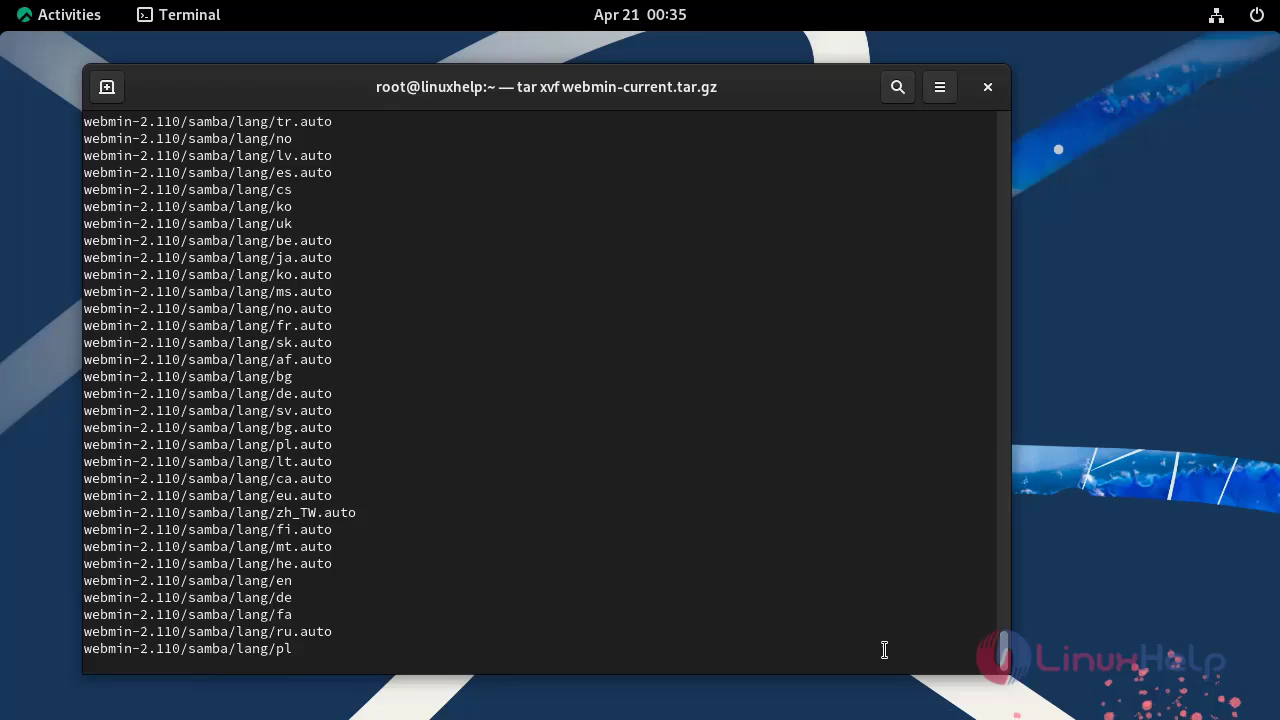 Activities
Terminal
Apr 21 00:35
root@linuxhelp:~ — tar xvf webmin-current.tar.gz
webmin-2.110/samba/lang/tr.auto
webmin-2.110/samba/lang/no
webmin-2.110/samba/lang/lv.auto
webmin-2.110/samba/lang/es.auto
webmin-2.110/samba/lang/cs
webmin-2.110/samba/lang/ko
webmin-2.110/samba/lang/uk
webmin-2.110/samba/lang/be.auto
webmin-2.110/samba/lang/ja.auto
webmin-2.110/samba/lang/ko.auto
webmin-2.110/samba/lang/ms.auto
webmin-2.110/samba/lang/no.auto
webmin-2.110/samba/lang/fr.auto
webmin-2.110/samba/lang/sk.auto
webmin-2.110/samba/lang/af.auto
webmin-2.110/samba/lang/bg
webmin-2.110/samba/lang/de.auto
webmin-2.110/samba/lang/sv.auto
webmin-2.110/samba/lang/bg.auto
webmin-2.110/samba/lang/pl.auto
webmin-2.110/samba/lang/lt.auto
webmin-2.110/samba/lang/ca.auto
webmin-2.110/samba/lang/eu.auto
webmin-2.110/samba/lang/zh_TW.auto
webmin-2.110/samba/lang/fi.auto
webmin-2.110/samba/lang/mt.auto
webmin-2.110/samba/lang/he.auto
webmin-2.110/samba/lang/en
webmin-2.110/samba/lang/de
webmin-2.110/samba/lang/fa
webmin-2.110/samba/lang/ru.auto
webmin-2.110/samba/lang/pl
LinuxHelp